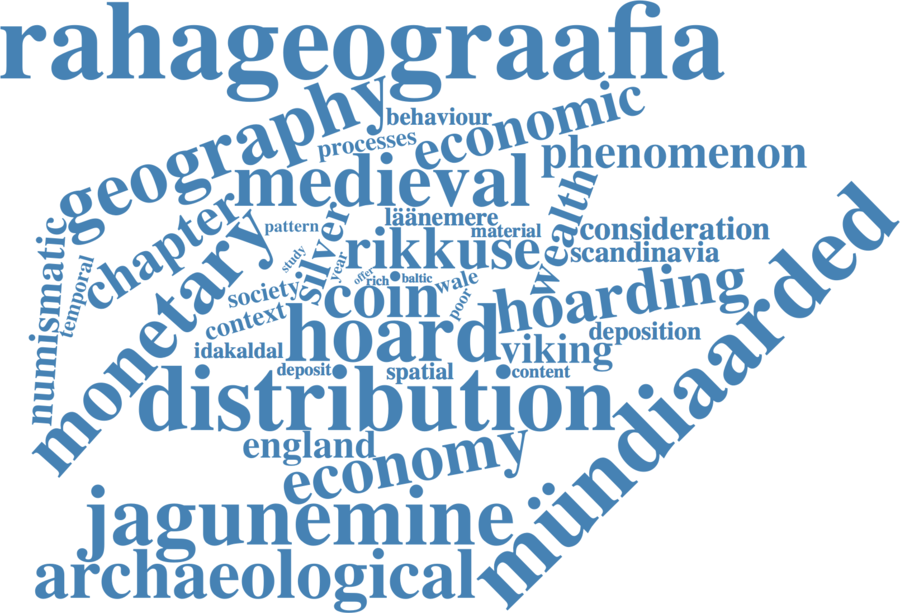 rahageograafia
geography
behaviour
processes
economic
phenomenon
medieval
chapter
monetary
numismatic
temporal
pattern
silver
study
year
läänemere
material
wealth
consideration
scandinavia
rikkuse
offer
rich
baltic
wale
poor
society
context
coin
hoarding
hoard
idakaldal
viking
deposition
deposit
spatial
content
distribution
mündiaarded
england
economy
jagunemine
archaeological